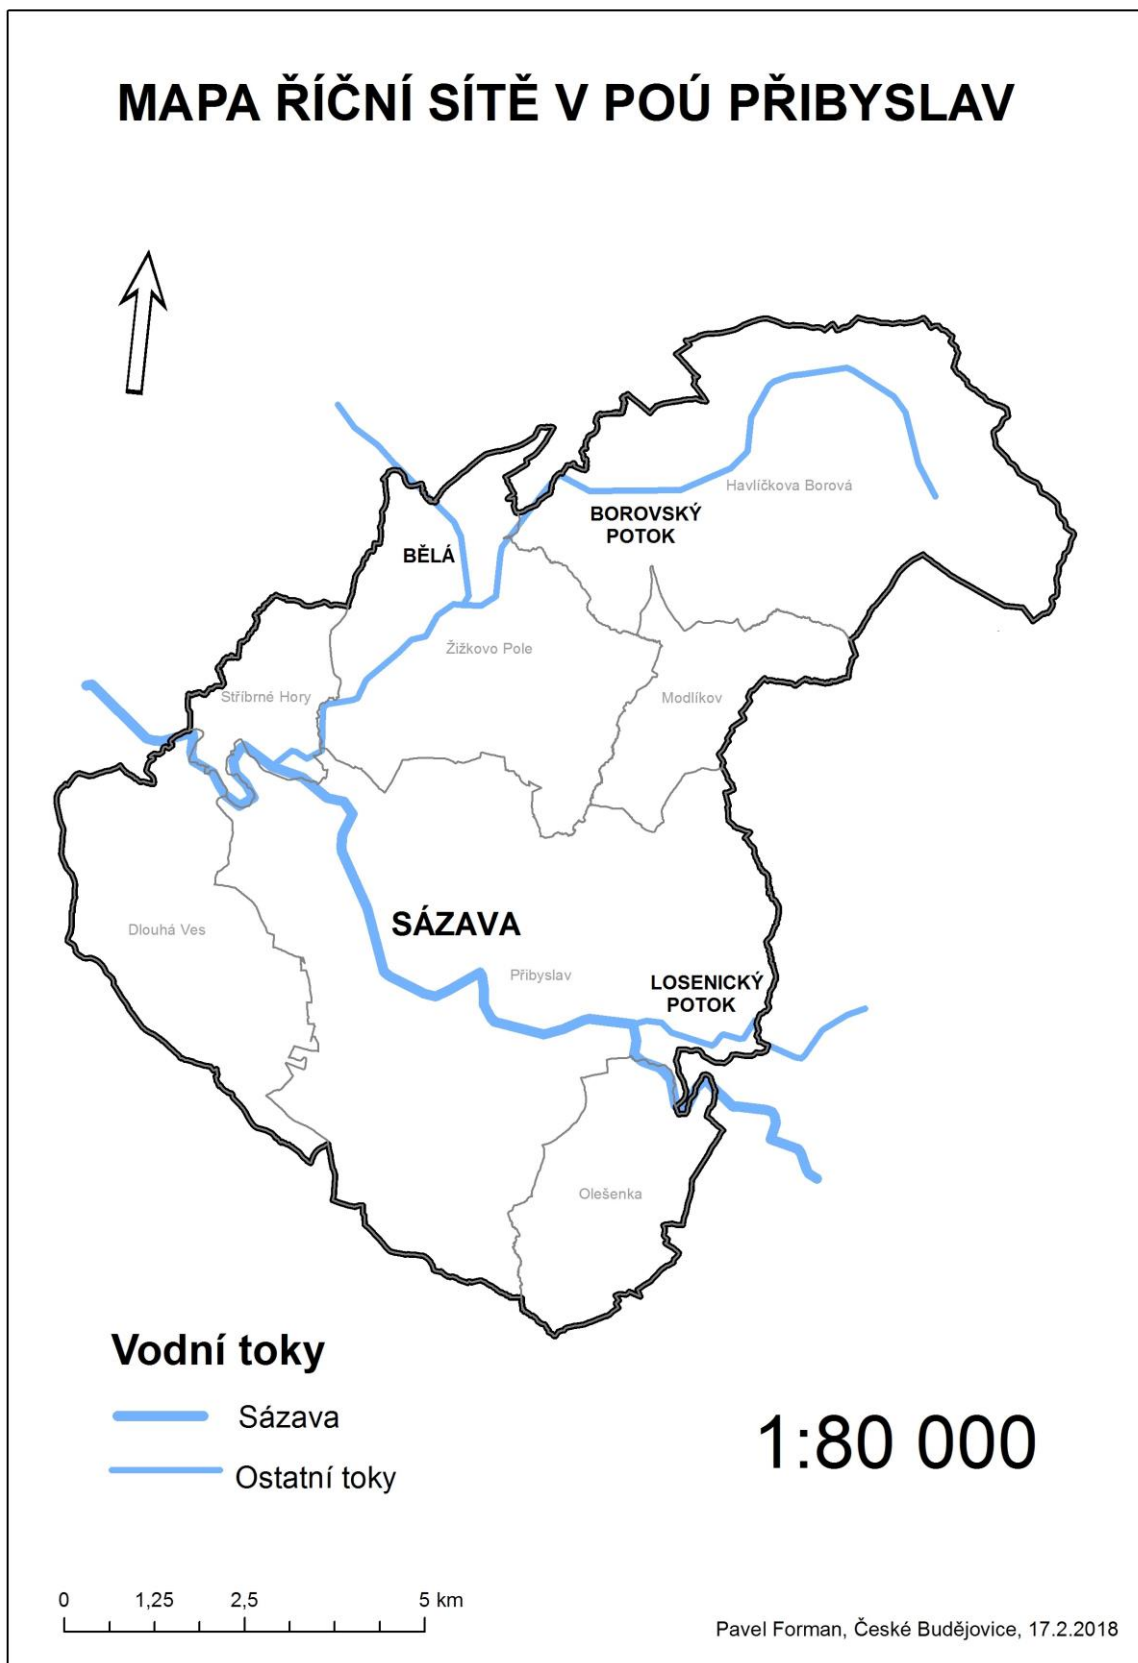 MAPA ŘÍČNÍ SÍTĚ V POÚ PŘIBYSLAV
Havlíčkova Borová
BOROVSKÝ
POTOK
BĚLÁ
Žižkovo Pole
Stříbrné Hory
Modlíkov
SÁZAVA
Dlouhá Ves
Přibyslav
LOSENICKÝ
POTOK
Olešenka
Vodní toky
Sázava
Ostatní toky
1:80 000
0 1,25 2,5 5 km
Pavel Forman, České Budějovice, 17.2.2018